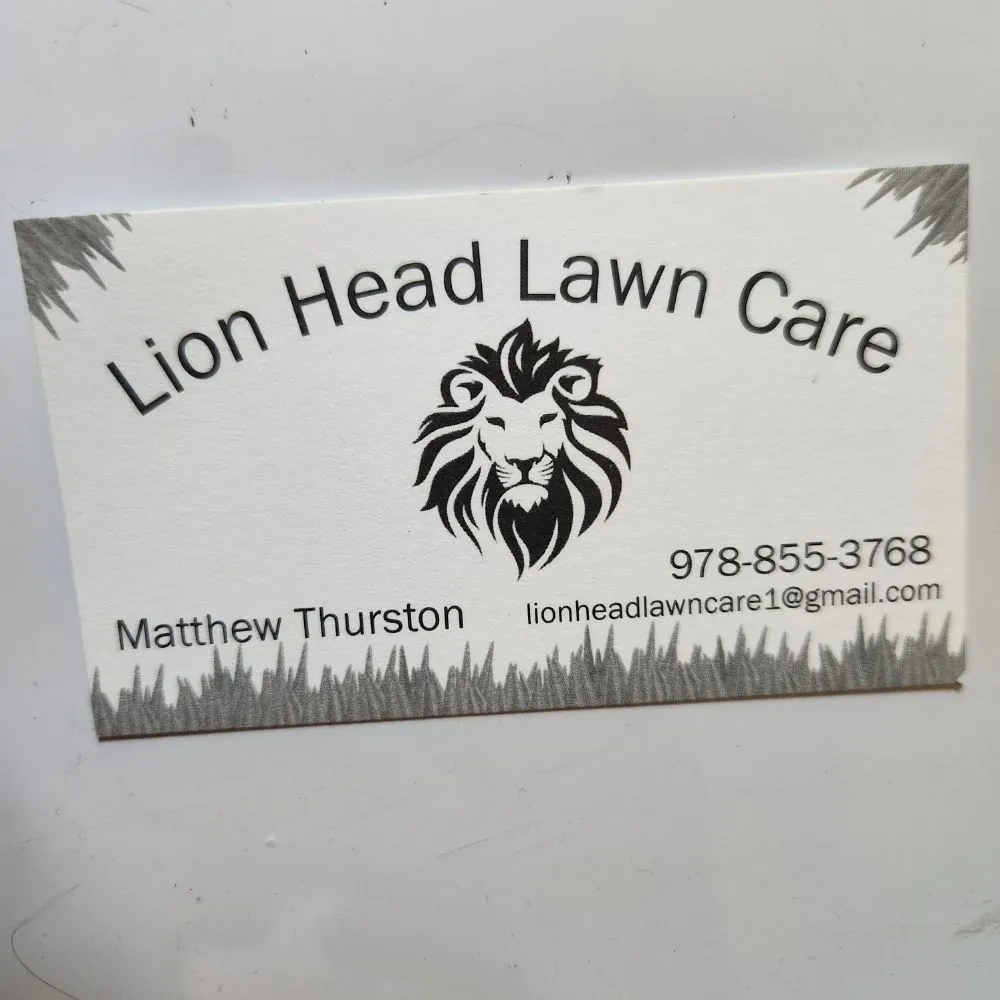 Lion Head Lawn Care
978-855-3768
Matthew Thurston
lionheadlawncare1@gmail.com